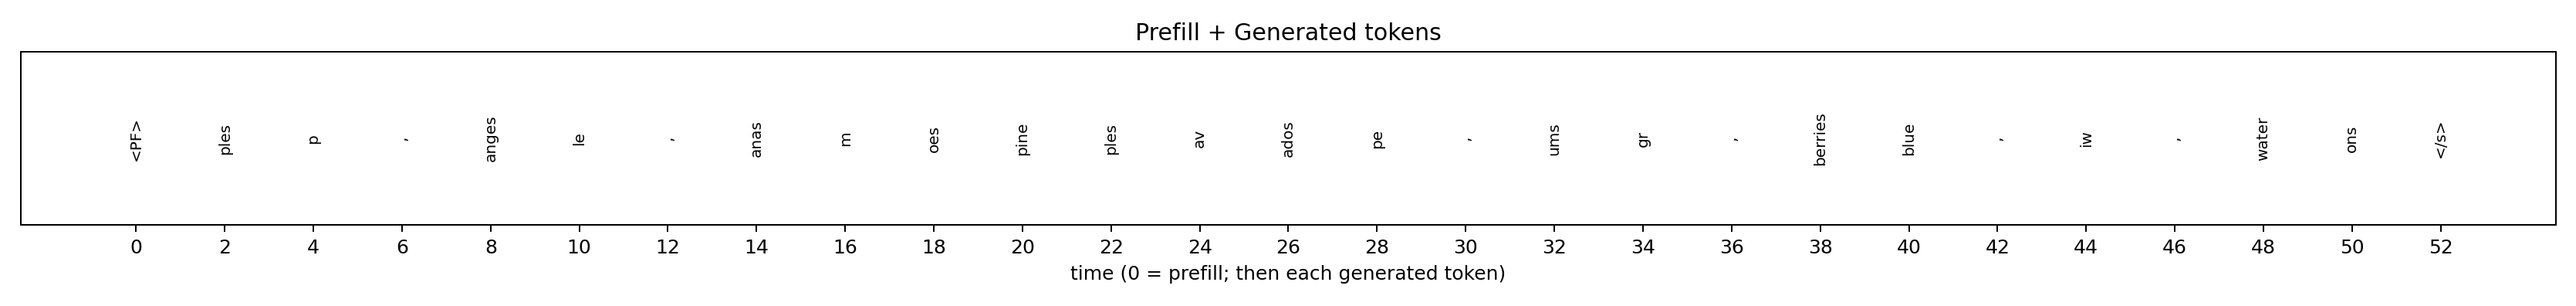 Prefill + Generated tokens
<PF> ples p , anges le , anas m oes pine ples av ados pe , ums gr , berries blue , iw , water ons </s>
0 2 4 6 8 10 12 14 16 18 20 22 24 26 28 30 32 34 36 38 40 42 44 46 48 50 52
time (0 = prefill; then each generated token)